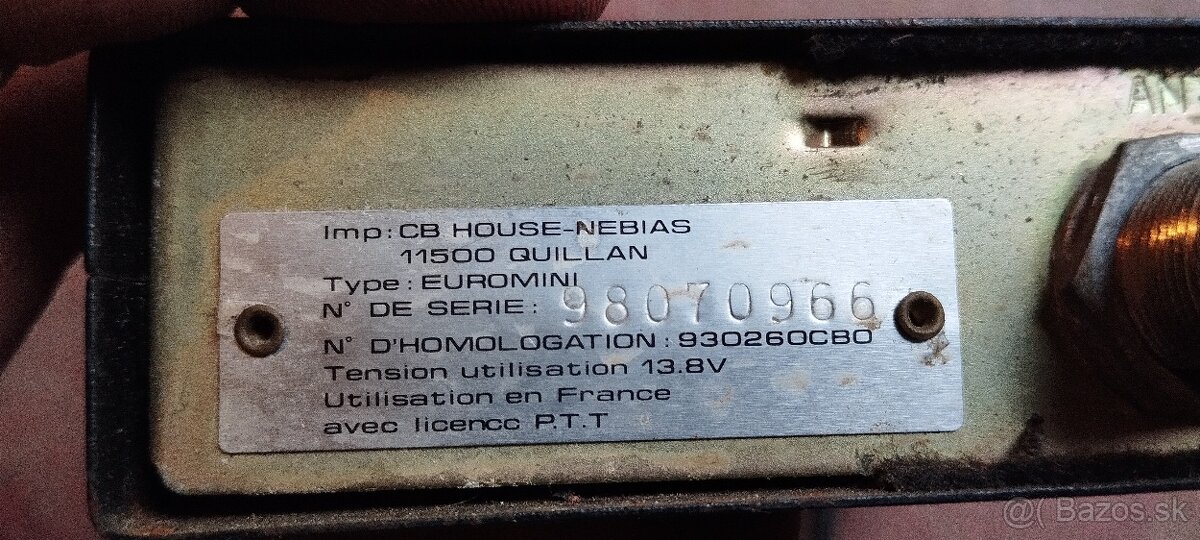 AN
Imp: CB HOUSE-NEBIAS
11500 QUILLAN
Type : EUROMINI
N° DE SERIE : 98070966
N° D'HOMOLOGATION : 930260CB0
Tension utilisation 13.8V
Utilisation en France
avec licencc P.T.T
@( Bazos.sk